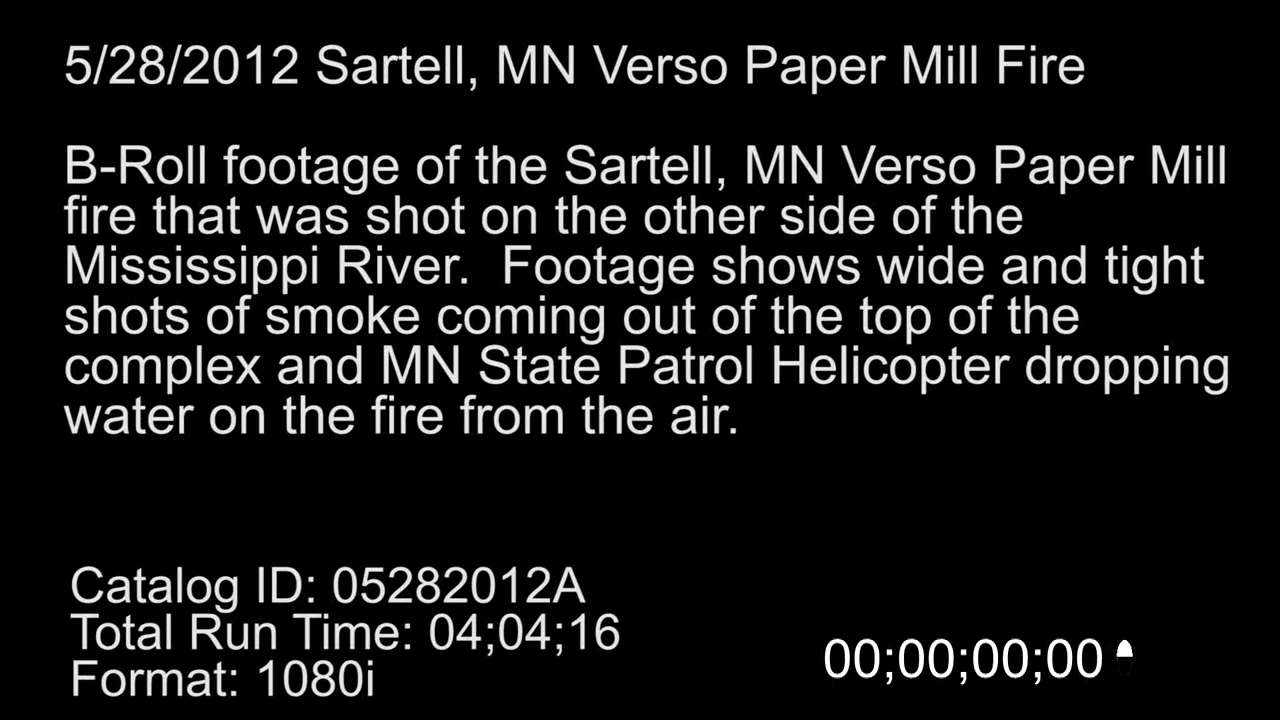 5/28/2012 Sartell, MN Verso Paper Mill Fire
B-Roll footage of the Sartell, MN Verso Paper Mill
fire that was shot on the other side of the
Mississippi River.  Footage shows wide and tight
shots of smoke coming out of the top of the
complex and MN State Patrol Helicopter dropping
water on the fire from the air.
Catalog ID: 05282012A
Total Run Time: 04;04;16
Format: 1080i
00;00;00;00